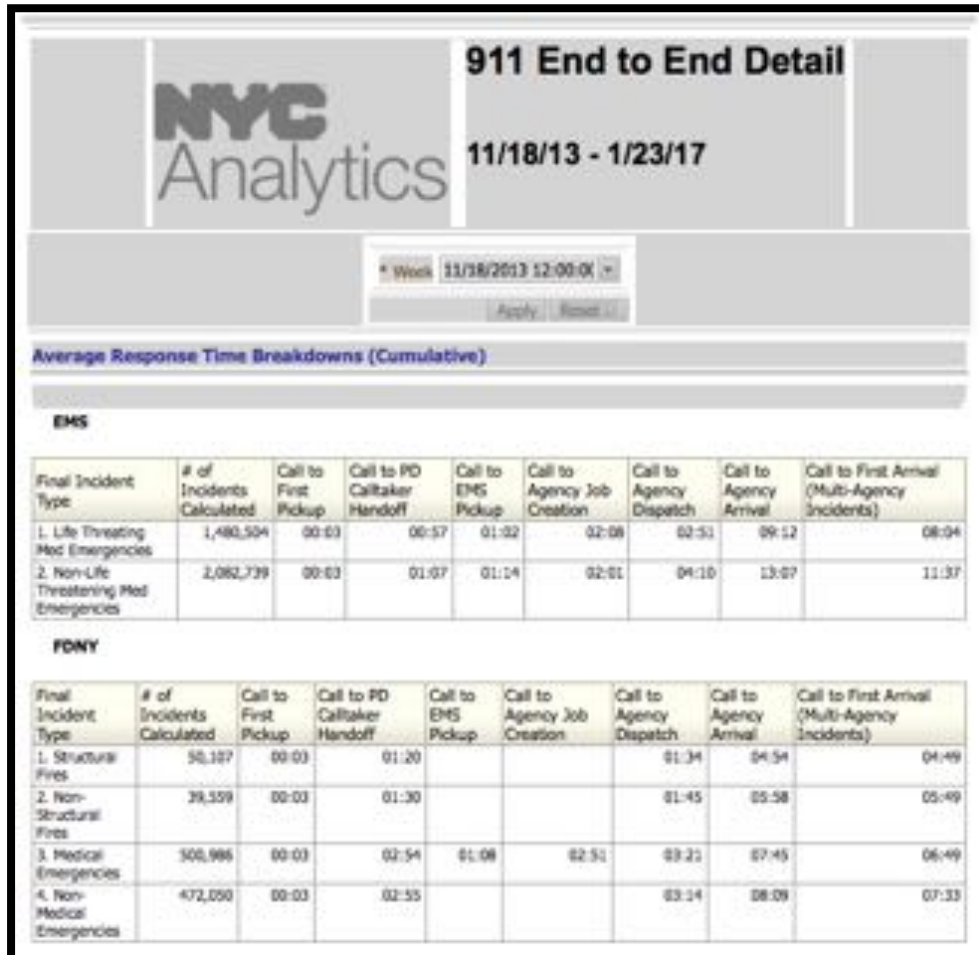 911 End to End Detail
NYC
Analytics
11/18/13 - 1/23/17
* Week 11/18/2013 12:00:0(
Apply Reset
Average Response Time Breakdowns (Cumulative)
EMS
Final Incident Type # of Incidents Calculated Call to First Pickup Call to PD Calltaker Handoff Call to EMS Pickup Call to Agency Job Creation Call to Agency Dispatch Call to Agency Arrival Call to First Arrival (Multi-Agency Incidents)
1. Life Threating Med Emergencies 1,480,504 00:03 00:57 01:02 02:08 02:51 09:12 08:04
2. Non-Life Threatening Med Emergencies 2,082,739 00:03 01:07 01:14 02:01 04:10 13:07 11:37
FDNY
Final Incident Type # of Incidents Calculated Call to First Pickup Call to PD Calltaker Handoff Call to EMS Pickup Call to Agency Job Creation Call to Agency Dispatch Call to Agency Arrival Call to First Arrival (Multi-Agency Incidents)
1. Structural Fires 50,107 00:03 01:20 01:34 04:54 04:49
2. Non-Structural Fires 39,559 00:03 01:30 01:45 05:58 05:49
3. Medical Emergencies 500,986 00:03 02:54 01:08 02:51 03:21 07:45 06:49
4. Non-Medical Emergencies 472,050 00:03 02:55 03:14 08:09 07:33